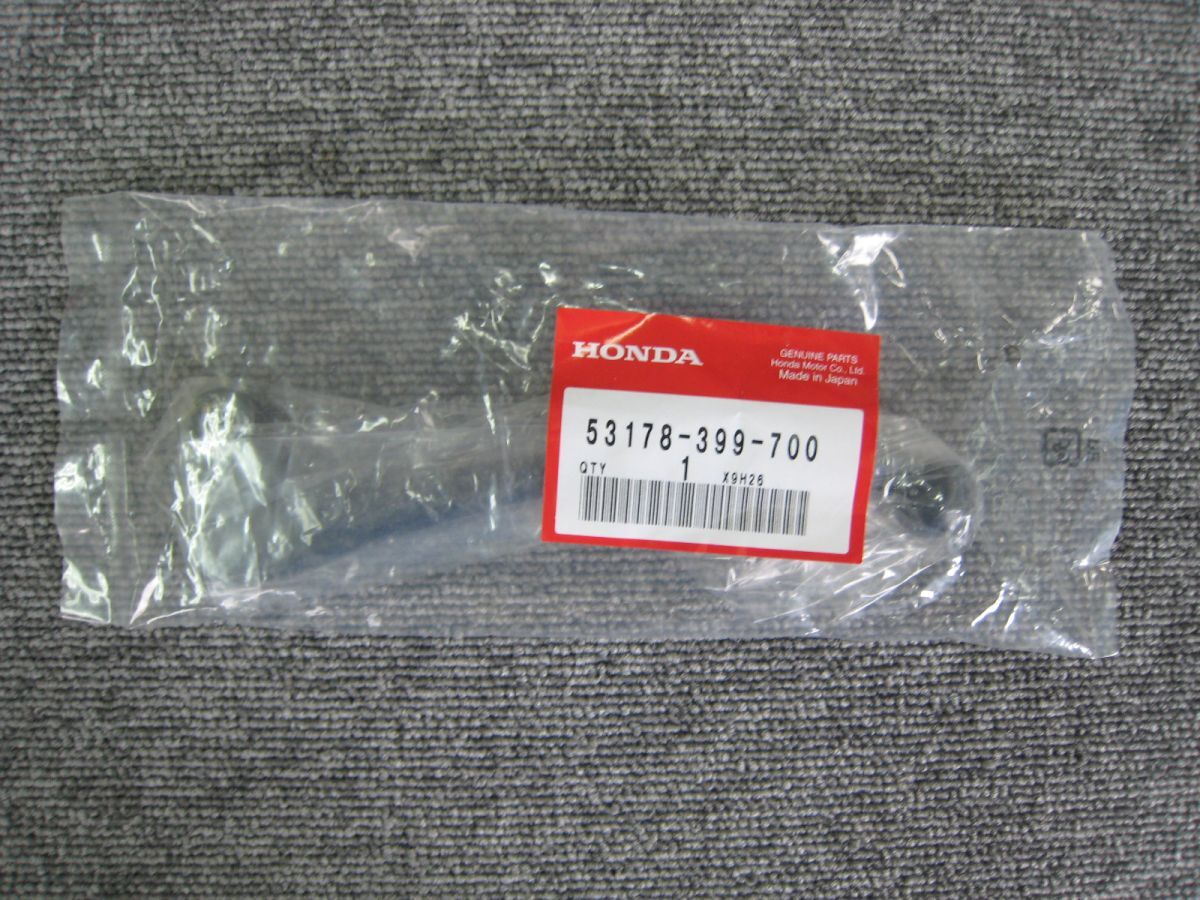 HONDA
GENUINE PARTS
Honda Motor Co., Ltd.
Made in Japan
53178-399-700
QTY 1 X9H26